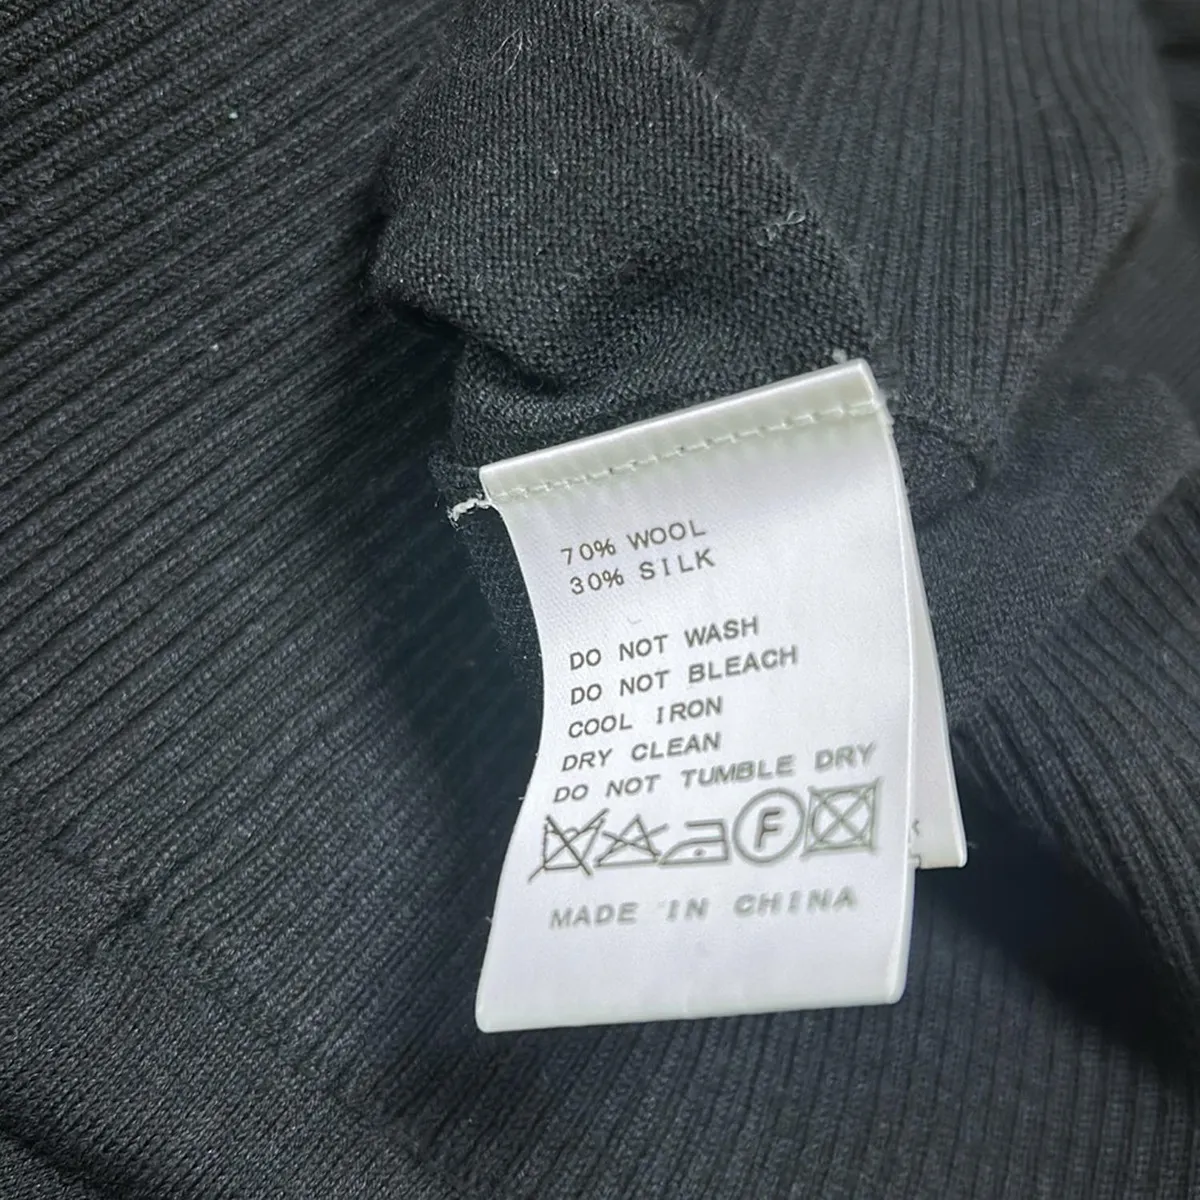 70% WOOL
30% SILK
DO NOT WASH
DO NOT BLEACH
COOL IRON
DRY CLEAN
DO NOT TUMBLE DRY
F
MADE IN CHINA